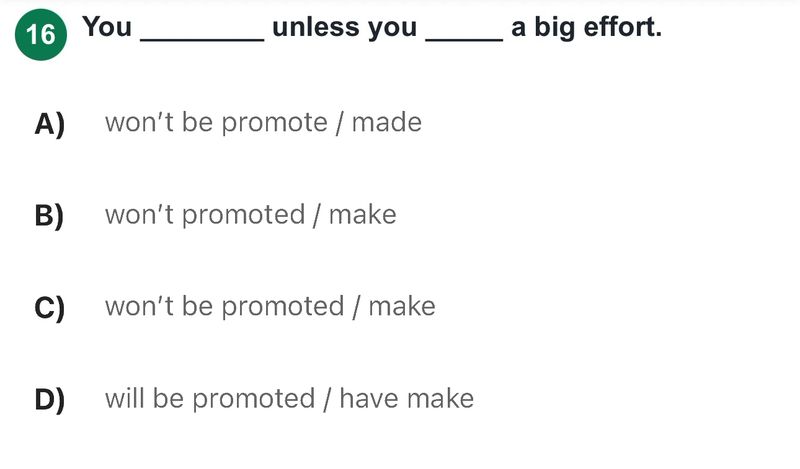 16 You ________ unless you _____ a big effort.
A) won't be promote / made
B) won't promoted / make
C) won't be promoted / make
D) will be promoted / have make